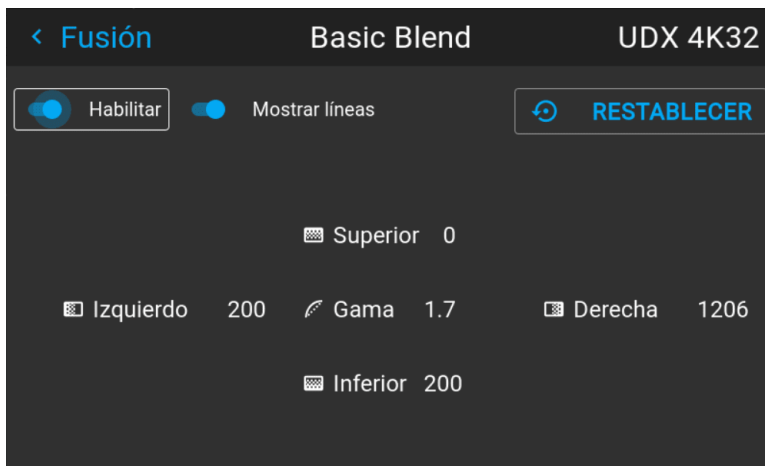 Fusión Basic Blend UDX 4K32
Habilitar Mostrar líneas RESTABLECER
Superior 0
Izquierdo 200 Gama 1.7 Derecha 1206
Inferior 200